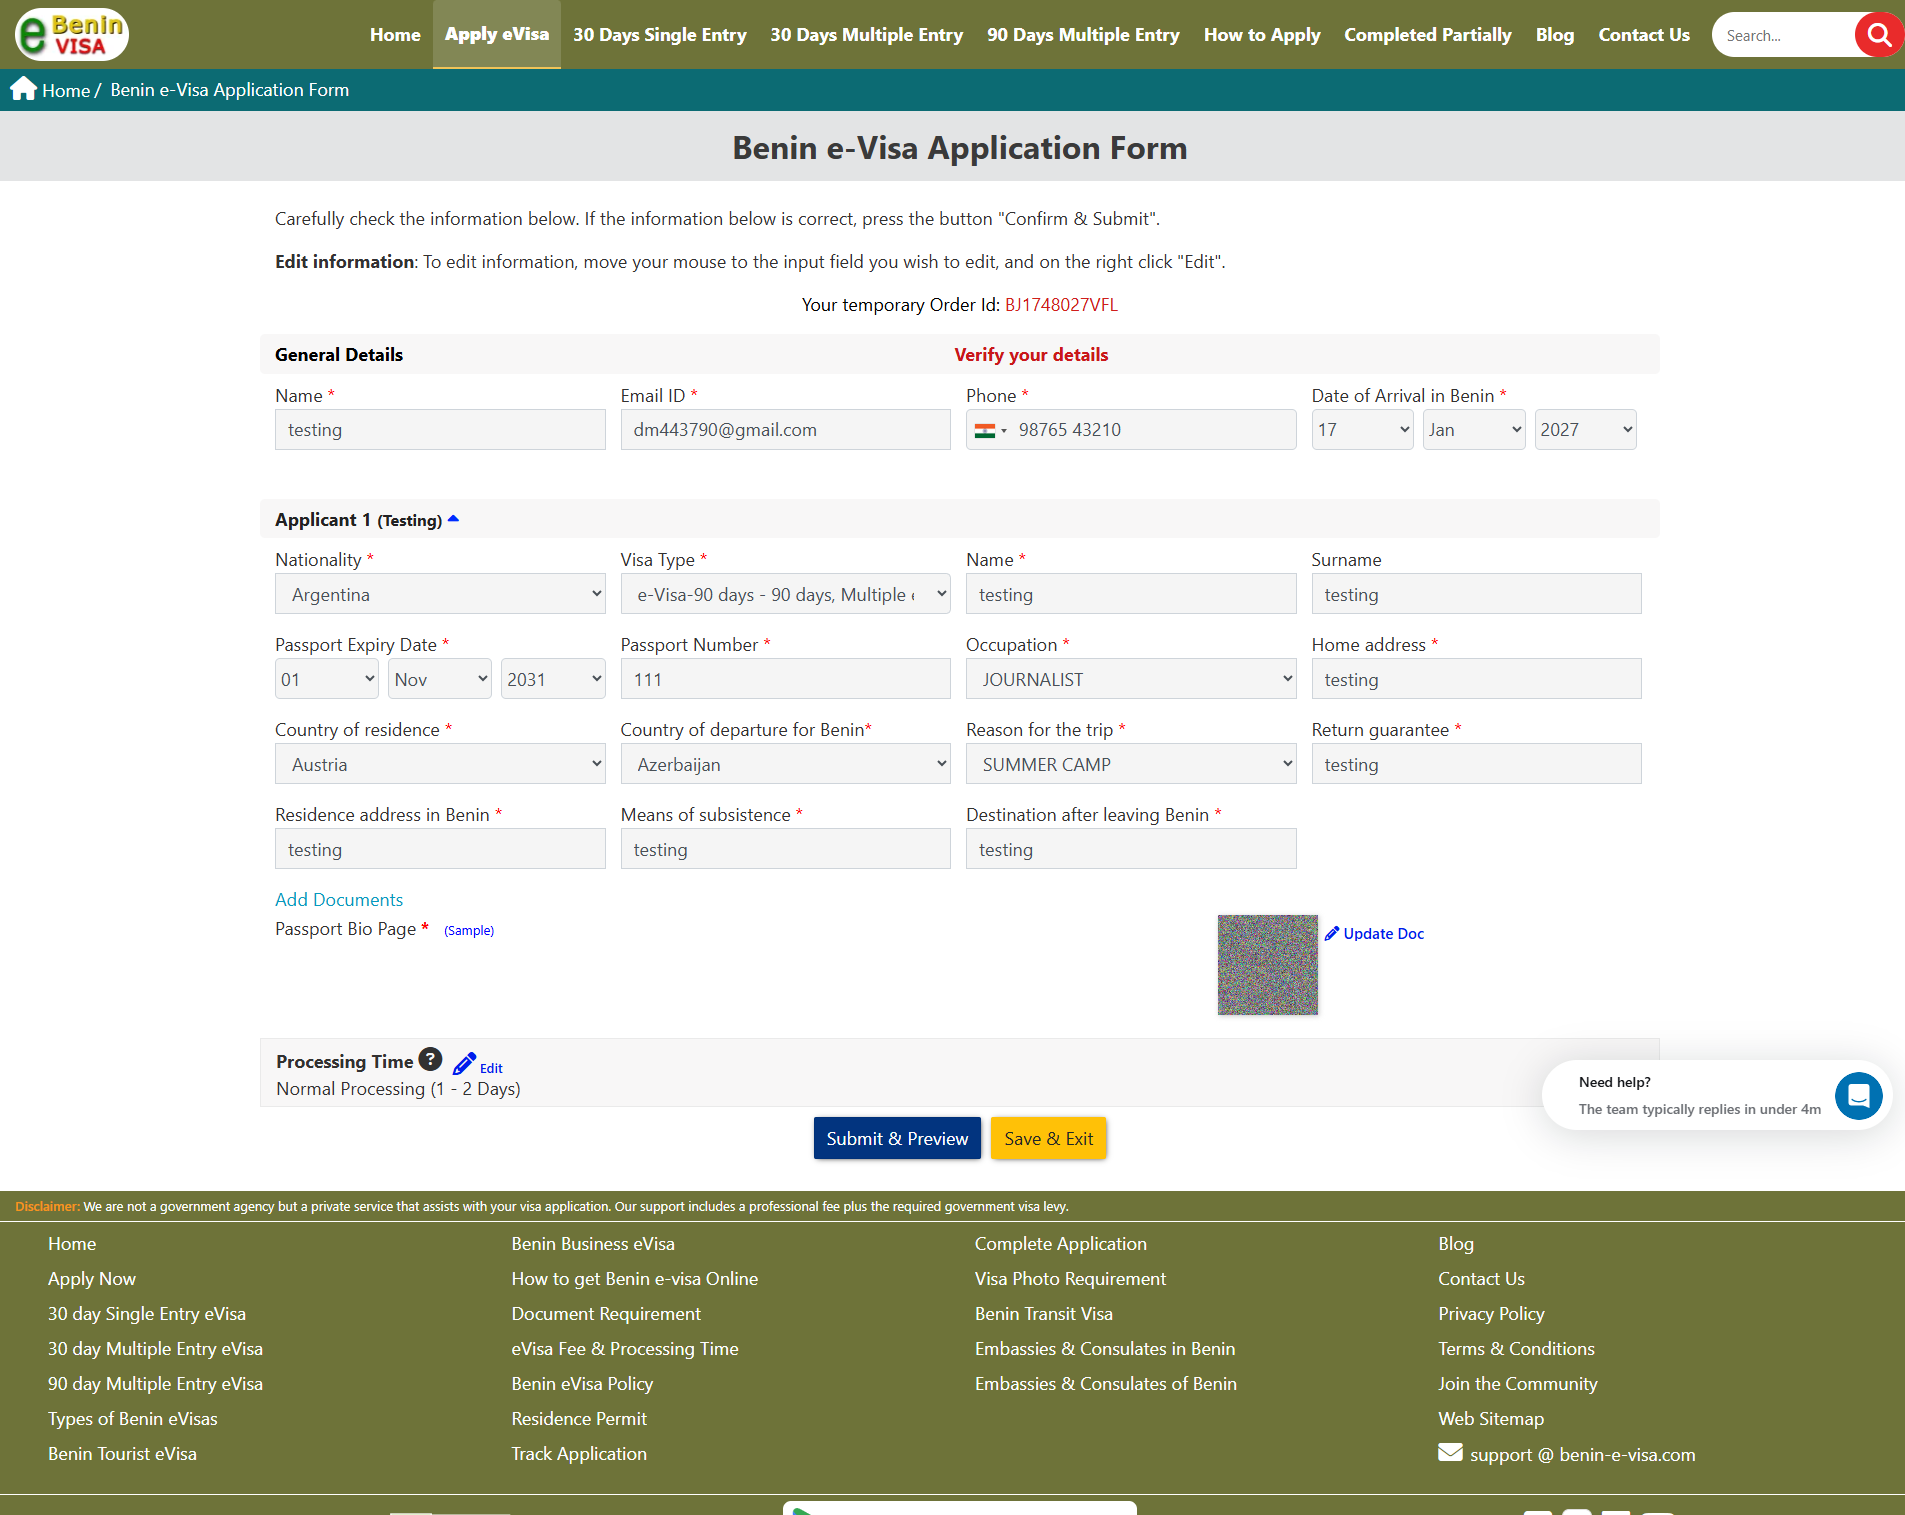 e Benin VISA
Home Apply eVisa 30 Days Single Entry 30 Days Multiple Entry 90 Days Multiple Entry How to Apply Completed Partially Blog Contact Us Search...
Home / Benin e-Visa Application Form
Benin e-Visa Application Form
Carefully check the information below. If the information below is correct, press the button "Confirm & Submit".
Edit information: To edit information, move your mouse to the input field you wish to edit, and on the right click "Edit".
Your temporary Order Id: BJ1748027VFL
General Details Verify your details
Name * Email ID * Phone * Date of Arrival in Benin *
testing dm443790@gmail.com 98765 43210 17 Jan 2027
Applicant 1 (Testing)
Nationality * Visa Type * Name * Surname
Argentina e-Visa-90 days - 90 days, Multiple testing testing
Passport Expiry Date * Passport Number * Occupation * Home address *
01 Nov 2031 111 JOURNALIST testing
Country of residence * Country of departure for Benin* Reason for the trip * Return guarantee *
Austria Azerbaijan SUMMER CAMP testing
Residence address in Benin * Means of subsistence * Destination after leaving Benin *
testing testing testing
Add Documents
Passport Bio Page * (Sample) Update Doc
Processing Time ? Edit
Normal Processing (1 - 2 Days)
Need help?
The team typically replies in under 4m
Submit & Preview Save & Exit
Disclaimer: We are not a government agency but a private service that assists with your visa application. Our support includes a professional fee plus the required government visa levy.
Home Benin Business eVisa Complete Application Blog
Apply Now How to get Benin e-visa Online Visa Photo Requirement Contact Us
30 day Single Entry eVisa Document Requirement Benin Transit Visa Privacy Policy
30 day Multiple Entry eVisa eVisa Fee & Processing Time Embassies & Consulates in Benin Terms & Conditions
90 day Multiple Entry eVisa Benin eVisa Policy Embassies & Consulates of Benin Join the Community
Types of Benin eVisas Residence Permit Web Sitemap
Benin Tourist eVisa Track Application support @ benin-e-visa.com